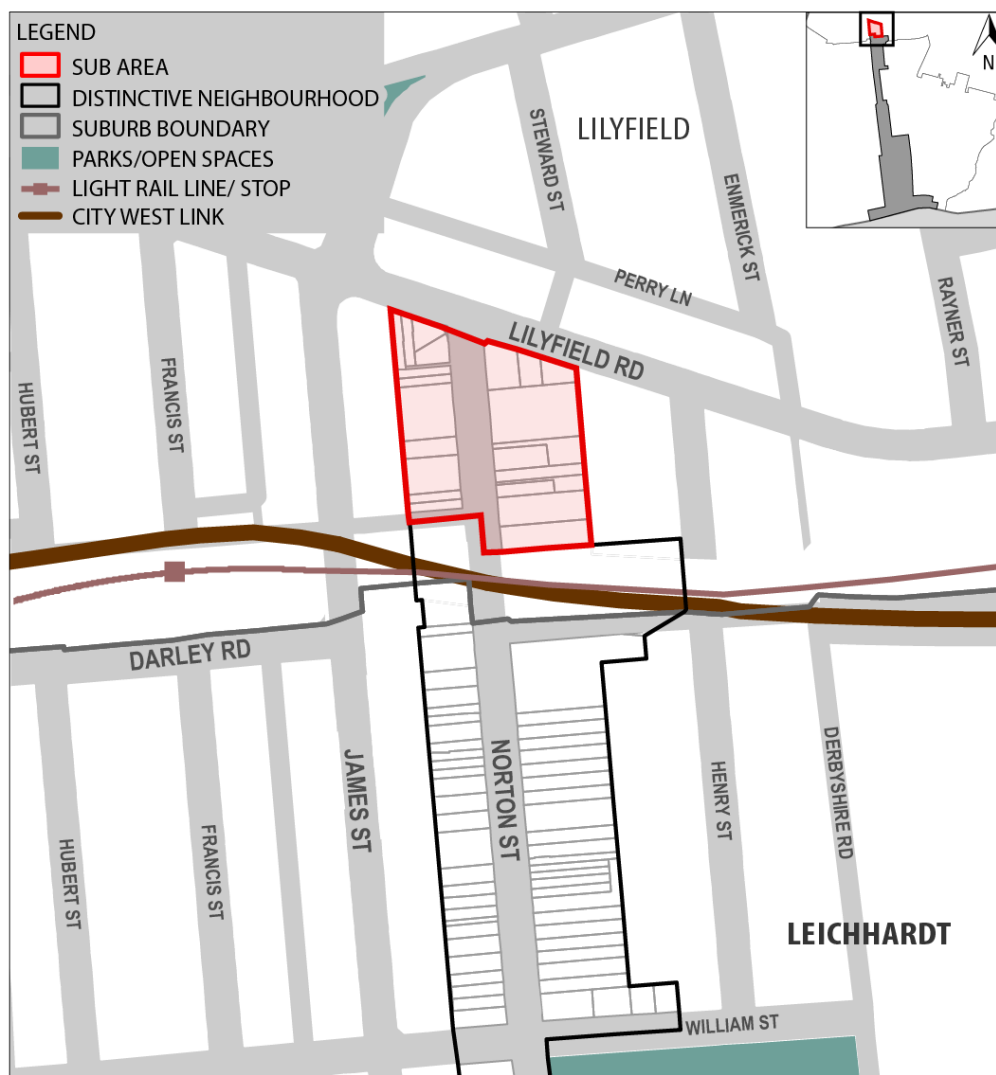 LEGEND
SUB AREA
DISTINCTIVE NEIGHBOURHOOD
SUBURB BOUNDARY
PARKS/OPEN SPACES
LIGHT RAIL LINE/ STOP
CITY WEST LINK
N
LILYFIELD
STEWARD ST
ENMERICK ST
PERRY LN
RAYNER ST
LILYFIELD RD
HUBERT ST
FRANCIS ST
DARLEY RD
JAMES ST
NORTON ST
HENRY ST
DERBYSHIRE RD
HUBERT ST
FRANCIS ST
LEICHHARDT
WILLIAM ST